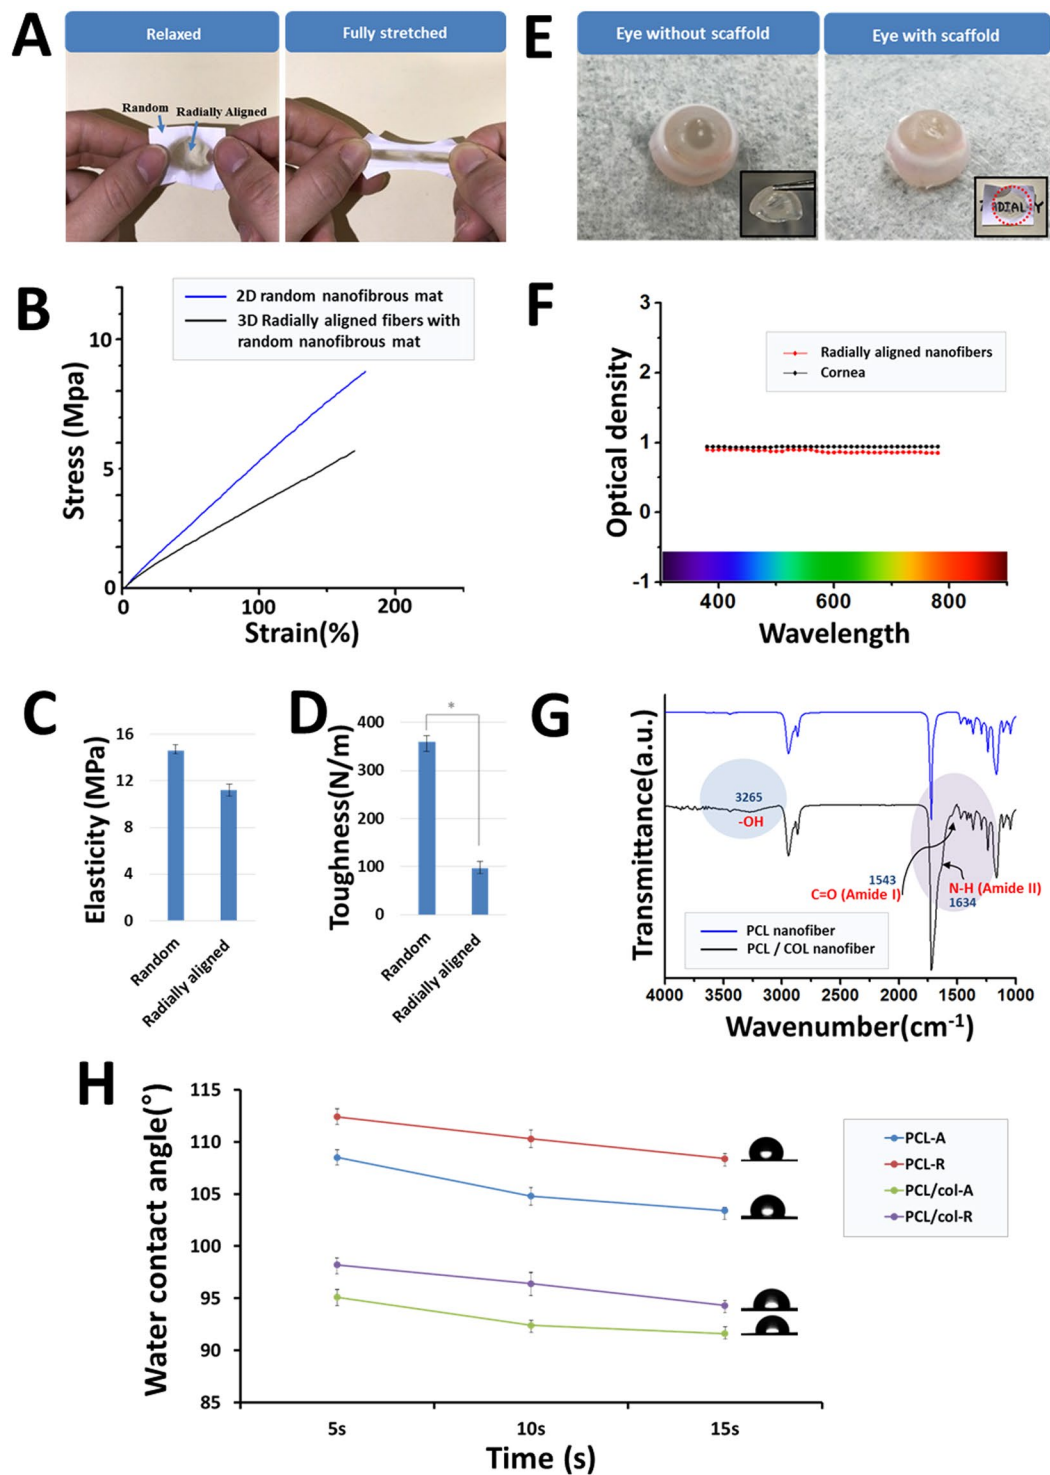 A
Relaxed
Fully stretched
Random
Radially Aligned
E
Eye without scaffold
Eye with scaffold
RDIAL Y
B
2D random nanofibrous mat
3D Radially aligned fibers with
random nanofibrous mat
Stress (Mpa)
10
5
0
0
100
200
Strain(%)
F
Radially aligned nanofibers
Cornea
Optical density
3
2
1
0
-1
400
600
800
Wavelength
C
Elasticity (MPa)
16
12
8
4
0
Random
Radially aligned
D
*
Toughness(N/m)
400
300
200
100
0
Random
Radially aligned
G
Transmittance(a.u.)
3265
-OH
1543
C=O (Amide I)
N-H (Amide II)
1634
PCL nanofiber
PCL / COL nanofiber
4000
3500
3000
2500
2000
1500
1000
Wavenumber(cm⁻¹)
H
Water contact angle(°)
115
110
105
100
95
90
85
5s
10s
15s
Time (s)
PCL-A
PCL-R
PCL/col-A
PCL/col-R